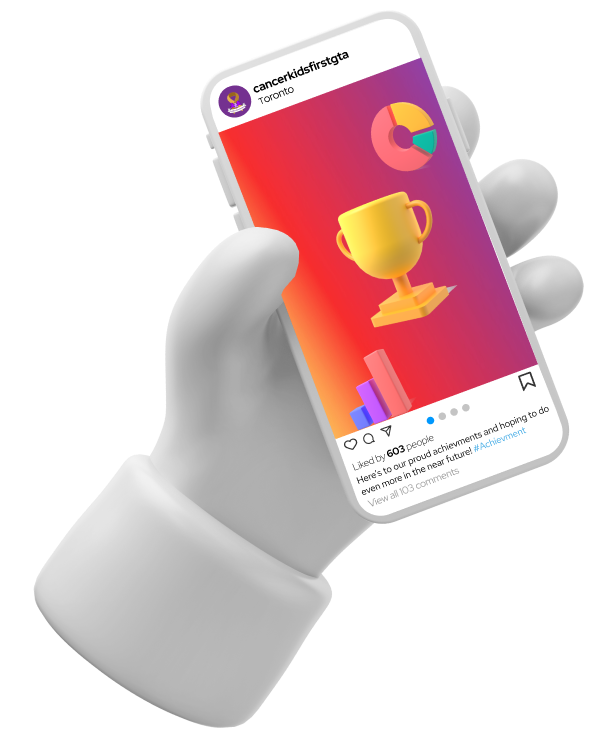 cancerkidsfirstgta
Toronto
Liked by 603 people
Here's to our proud achievments and hoping to do
even more in the near future! #Achievment
View all 103 comments